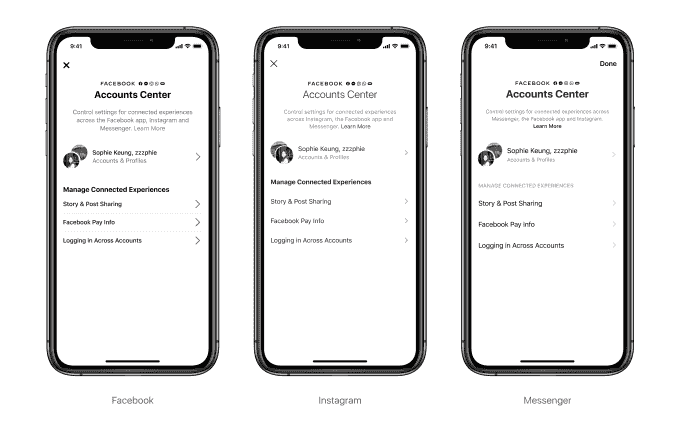 9:41
FACEBOOK
Accounts Center
Control settings for connected experiences
across the Facebook app, Instagram and
Messenger. Learn More
Sophie Keung, zzzphie
Accounts & Profiles
Manage Connected Experiences
Story & Post Sharing
Facebook Pay Info
Logging in Across Accounts
Facebook
9:41
FACEBOOK
Accounts Center
Control settings for connected experiences
across Instagram, the Facebook app and
Messenger. Learn More
Sophie Keung, zzzphie
Accounts & Profiles
Manage Connected Experiences
Story & Post Sharing
Facebook Pay Info
Logging in Across Accounts
Instagram
9:41
Done
FACEBOOK
Accounts Center
Control settings for connected experiences across
Messenger, the Facebook app and Instagram.
Learn More
Sophie Keung, zzzphie
Accounts & Profiles
MANAGE CONNECTED EXPERIENCES
Story & Post Sharing
Facebook Pay Info
Logging in Across Accounts
Messenger